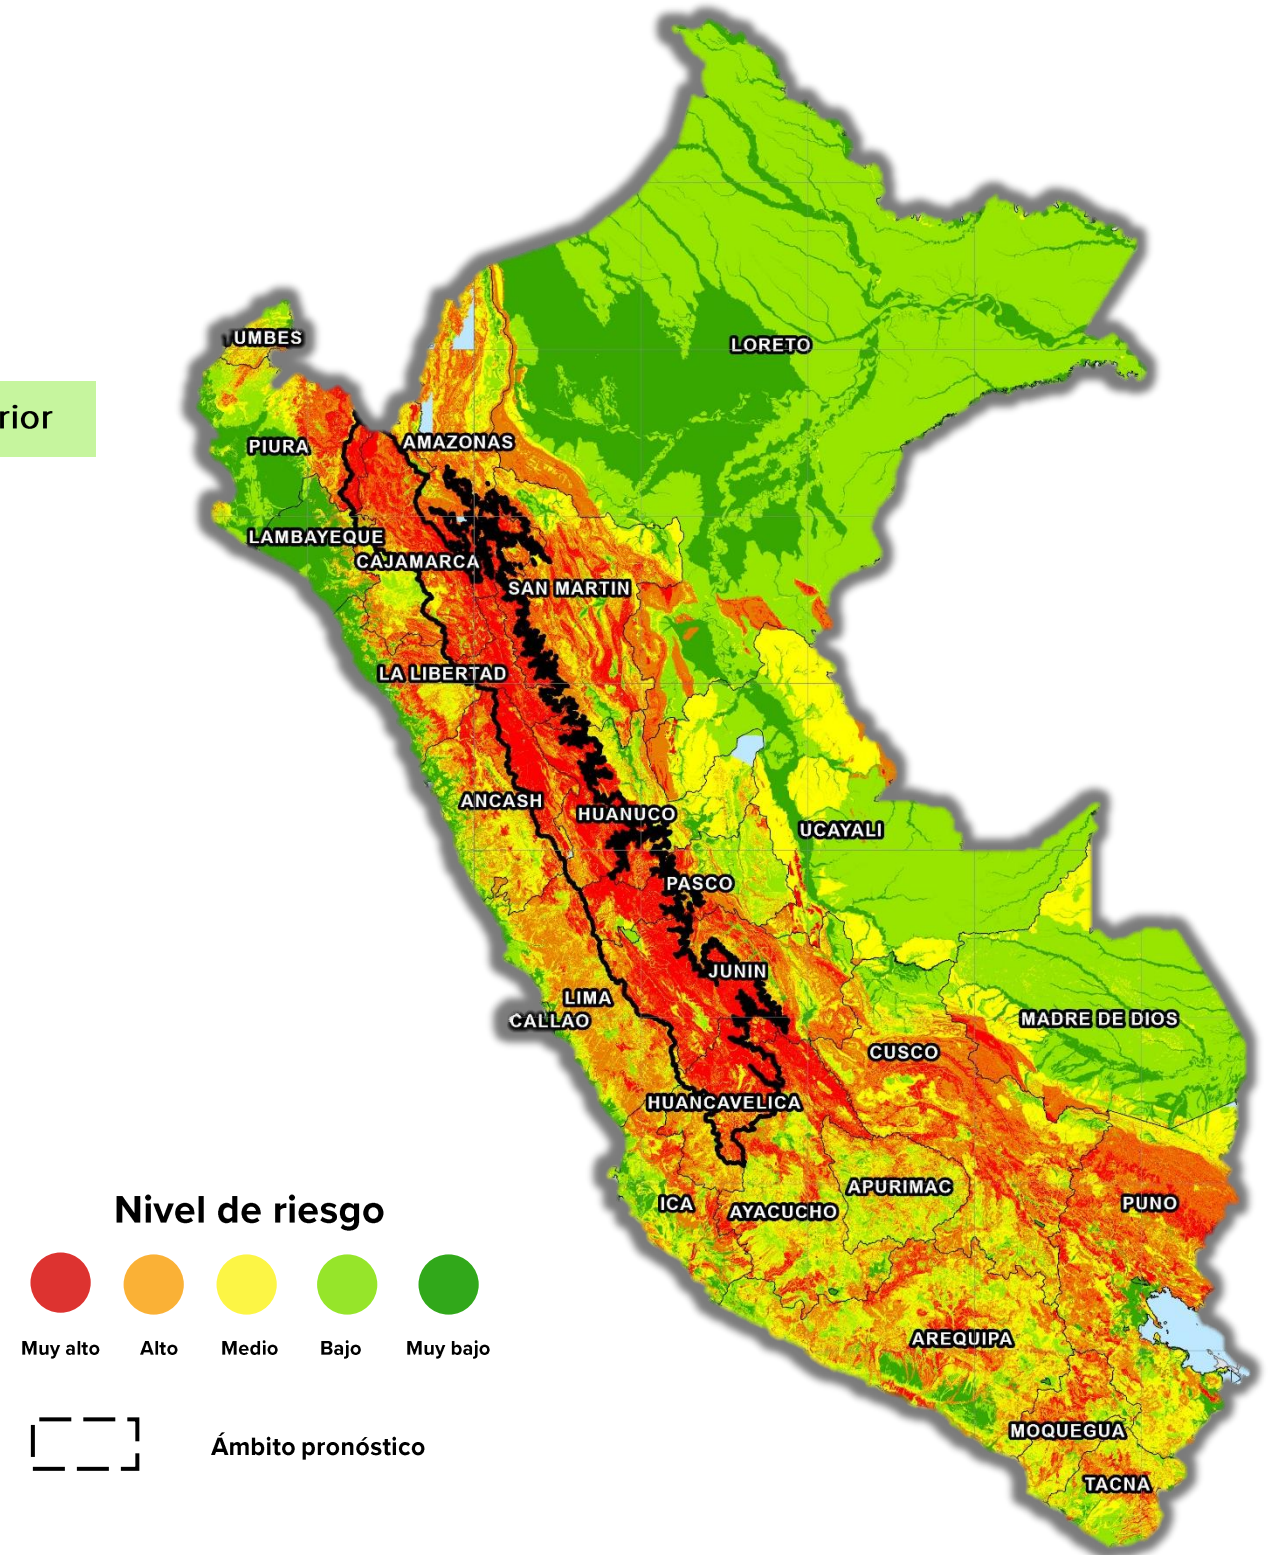 UMBES
LORETO
rior
PIURA
AMAZONAS
LAMBAYEQUE
CAJAMARCA
SAN MARTIN
LA LIBERTAD
ANCASH
HUANUCO
UCAYALI
PASCO
JUNIN
LIMA
CALLAO
MADRE DE DIOS
CUSCO
HUANCAVELICA
APURIMAC
ICA
AYACUCHO
PUNO
Nivel de riesgo
Muy alto
Alto
Medio
Bajo
Muy bajo
AREQUIPA
Ámbito pronóstico
MOQUEGUA
TACNA